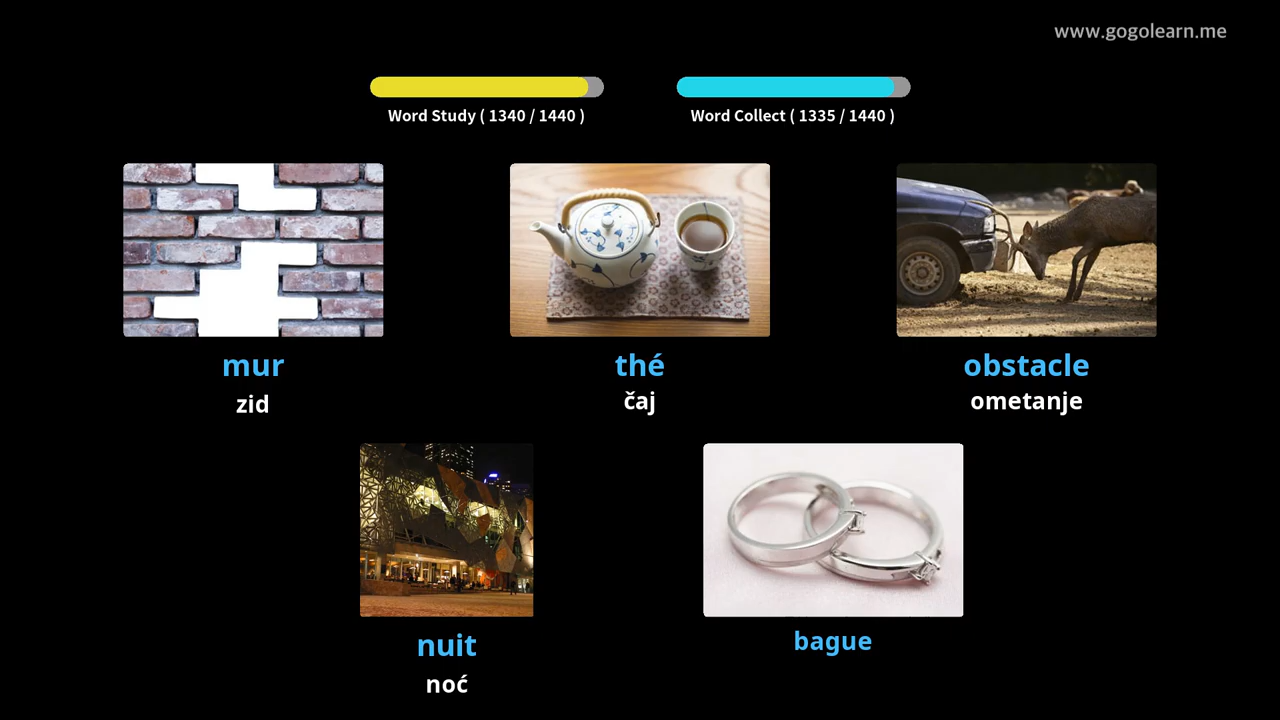 www.gogolearn.me
Word Study ( 1340 / 1440 )
Word Collect ( 1335 / 1440 )
mur
zid
thé
čaj
obstacle
ometanje
nuit
noć
bague